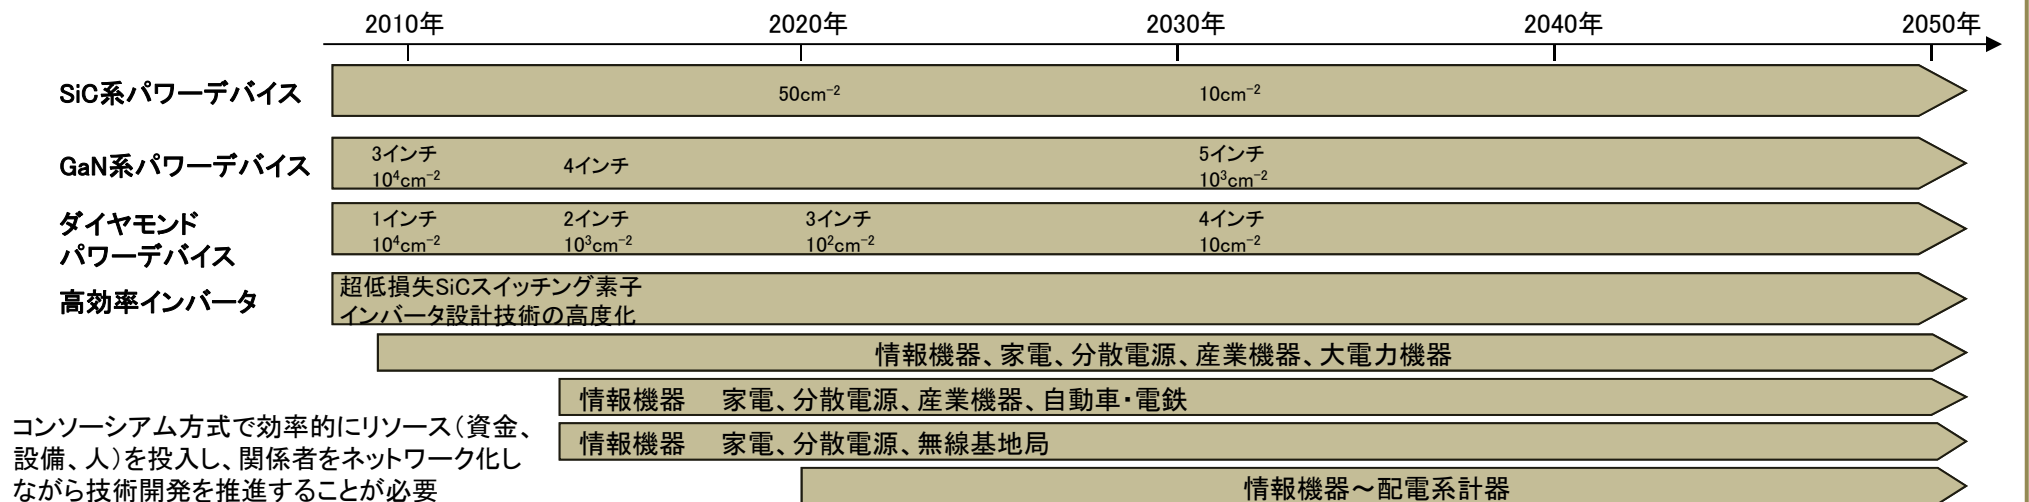 2010年 2020年 2030年 2040年 2050年
SiC系パワーデバイス
50cm⁻² 10cm⁻²
GaN系パワーデバイス
3インチ 4インチ 5インチ
10⁴cm⁻² 10³cm⁻²
ダイヤモンド
パワーデバイス
1インチ 2インチ 3インチ 4インチ
10⁴cm⁻² 10³cm⁻² 10²cm⁻² 10cm⁻²
高効率インバータ
超低損失SiCスイッチング素子
インバータ設計技術の高度化
情報機器、家電、分散電源、産業機器、大電力機器
情報機器 家電、分散電源、産業機器、自動車・電鉄
情報機器 家電、分散電源、無線基地局
情報機器～配電系計器
コンソーシアム方式で効率的にリソース（資金、
設備、人）を投入し、関係者をネットワーク化し
ながら技術開発を推進することが必要